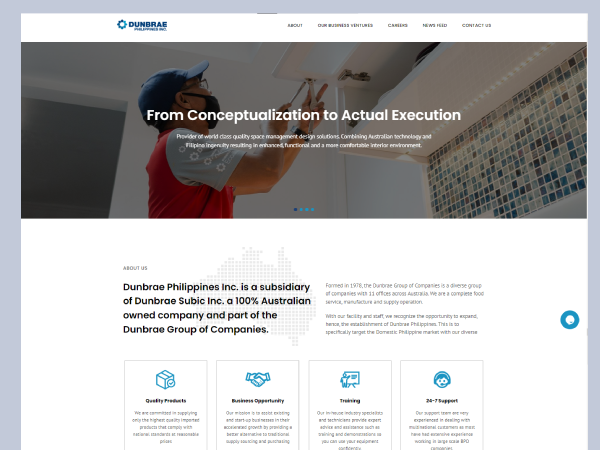 DUNBRAE
PHILIPPINES INC.
ABOUT
OUR BUSINESS VENTURES
CAREERS
NEWS FEED
CONTACT US
From Conceptualization to Actual Execution
Provider of world class quality space management design solutions. Combining Australian technology and
Filipino ingenuity resulting in enhanced, functional and a more comfortable interior environment.
ABOUT US
Dunbrae Philippines Inc. is a subsidiary
of Dunbrae Subic Inc. a 100% Australian
owned company and part of the
Dunbrae Group of Companies.
Formed in 1978, the Dunbrae Group of Companies is a diverse group
of companies with 11 offices across Australia. We are a complete food
service, manufacture and supply operation.
With our facility and staff, we recognize the opportunity to expand,
hence, the establishment of Dunbrae Philippines. This is to
specifically target the Domestic Philippine market with our diverse
Quality Products
We are committed in supplying
only the highest quality imported
products that comply with
national standards at reasonable
prices
Business Opportunity
Our mission is to assist existing
and start-up businesses in their
accelerated growth by providing a
better alternative to traditional
supply sourcing and purchasing
Training
Our in-house industry specialists
and technicians provide expert
advise and assistance such as
training and demonstrations so
you can use your equipment
confidently
24-7 Support
Our support team are very
experienced in dealing with
multinational customers as most
have had extensive experience
working in large scale BPO
companies